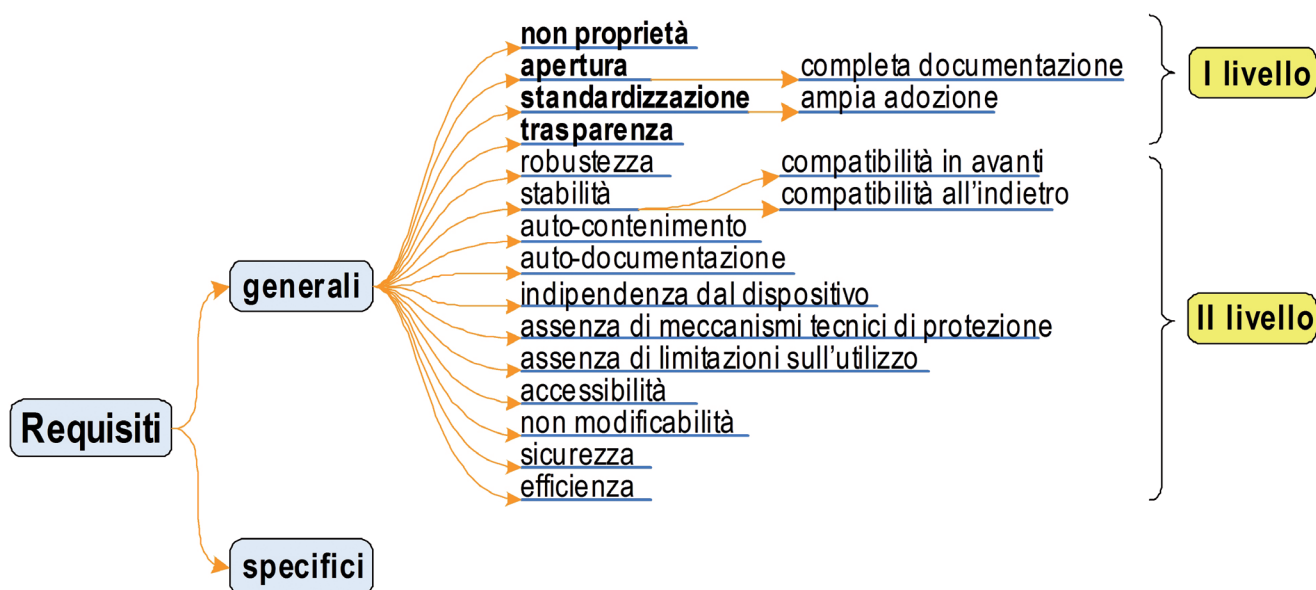 non proprietà
apertura
completa documentazione
standardizzazione
ampia adozione
trasparenza
I livello
robustezza
compatibilità in avanti
stabilità
compatibilità all'indietro
auto-contenimento
auto-documentazione
indipendenza dal dispositivo
assenza di meccanismi tecnici di protezione
assenza di limitazioni sull'utilizzo
accessibilità
non modificabilità
sicurezza
efficienza
II livello
generali
Requisiti
specifici